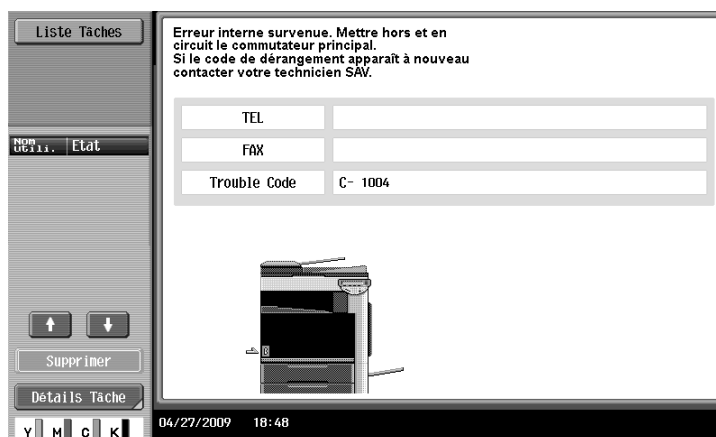 Liste Tâches
Erreur interne survenue. Mettre hors et en
circuit le commutateur principal.
Si le code de dérangement apparaît à nouveau
contacter votre technicien SAV.
TEL
FAX
Trouble Code C- 1004
Nom
utili. Etat
Supprimer
Détails Tâche
Y M C K
04/27/2009 18:48